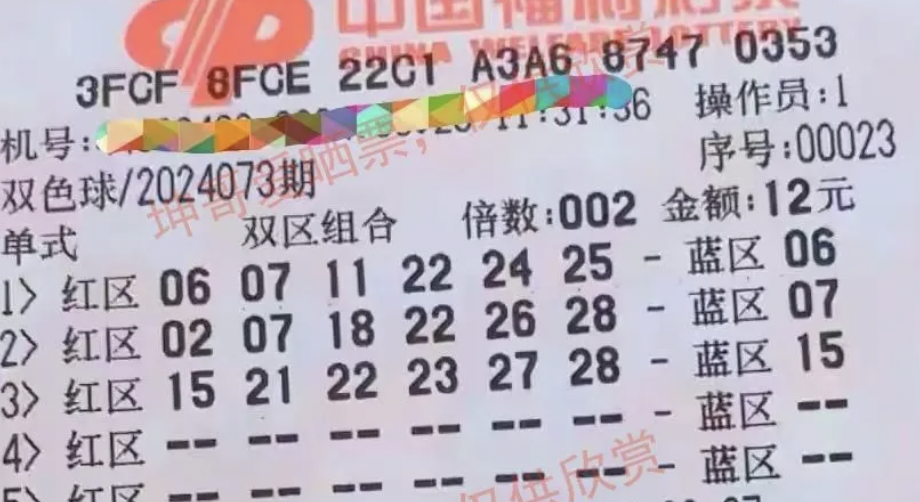 中国福利彩票
CHINA WELFARE LOTTERY
3FCF 8FCE 22C1 A3A6 8747 0353
机号: 11:31:36 操作员:1
双色球/2024073期 序号:00023
单式 双区组合 倍数:002 金额:12元
1> 红区 06 07 11 22 24 25 - 蓝区 06
2> 红区 02 07 18 22 26 28 - 蓝区 07
3> 红区 15 21 22 23 27 28 - 蓝区 15
4> 红区 -- -- -- -- -- -- - 蓝区 --
5> 红区 -- -- -- -- -- -- - 蓝区 --
坤哥爱晒票，仅供欣赏
仅供欣赏